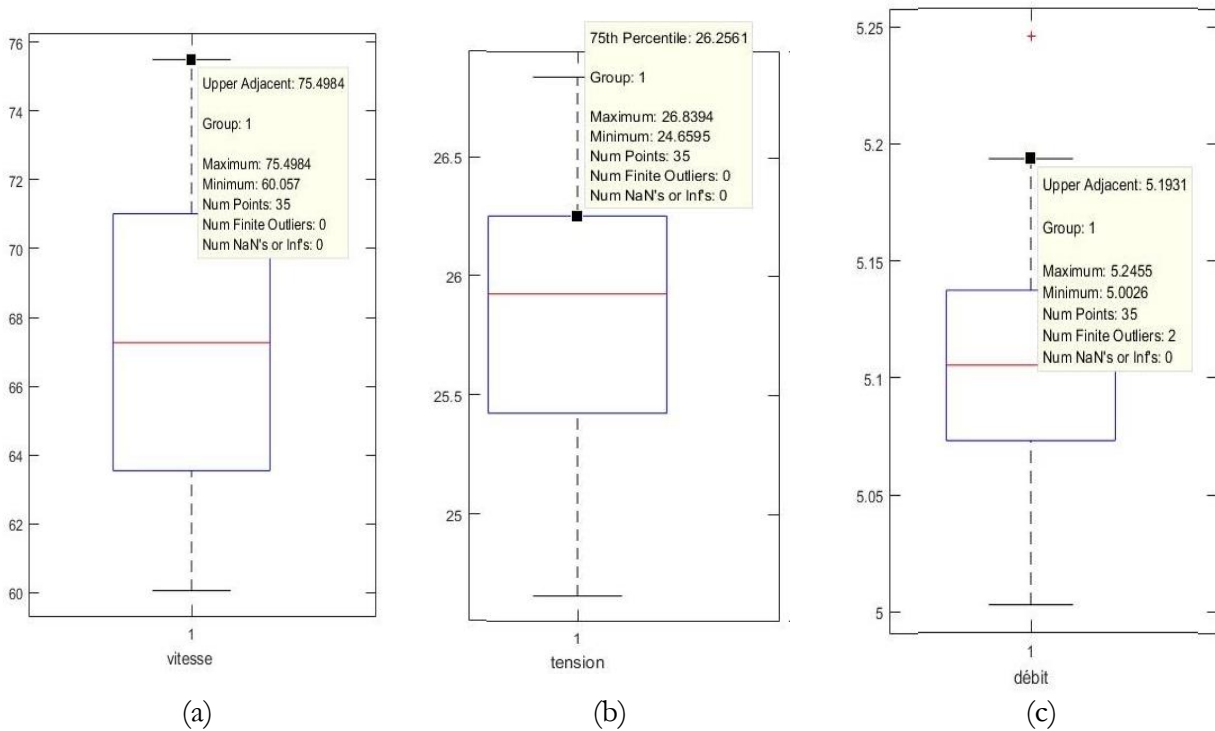 76
74
72
70
68
66
64
62
60
Upper Adjacent: 75.4984
Group: 1
Maximum: 75.4984
Minimum: 60.057
Num Points: 35
Num Finite Outliers: 0
Num NaN's or Inf's: 0
1
vitesse
(a)
26.5
26
25.5
25
75th Percentile: 26.2561
Group: 1
Maximum: 26.8394
Minimum: 24.6595
Num Points: 35
Num Finite Outliers: 0
Num NaN's or Inf's: 0
1
tension
(b)
5.25
5.2
5.15
5.1
5.05
5
Upper Adjacent: 5.1931
Group: 1
Maximum: 5.2455
Minimum: 5.0026
Num Points: 35
Num Finite Outliers: 2
Num NaN's or Inf's: 0
1
débit
(c)